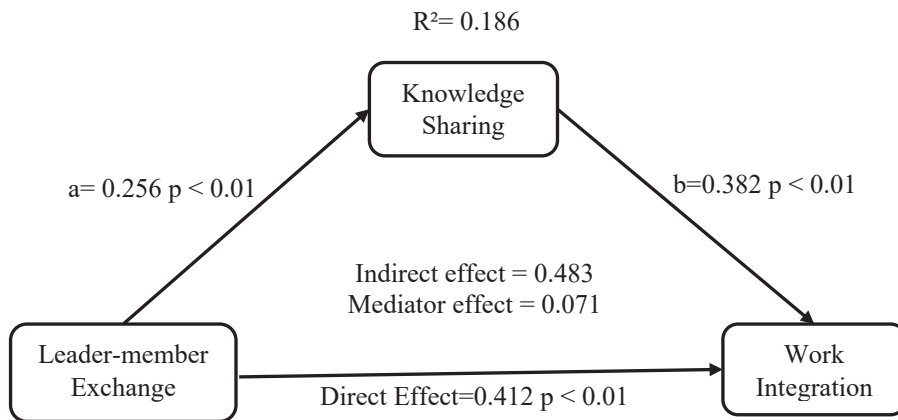 R²= 0.186
Knowledge
Sharing
a= 0.256 p < 0.01
b=0.382 p < 0.01
Indirect effect = 0.483
Mediator effect = 0.071
Leader-member
Exchange
Work
Integration
Direct Effect=0.412 p < 0.01